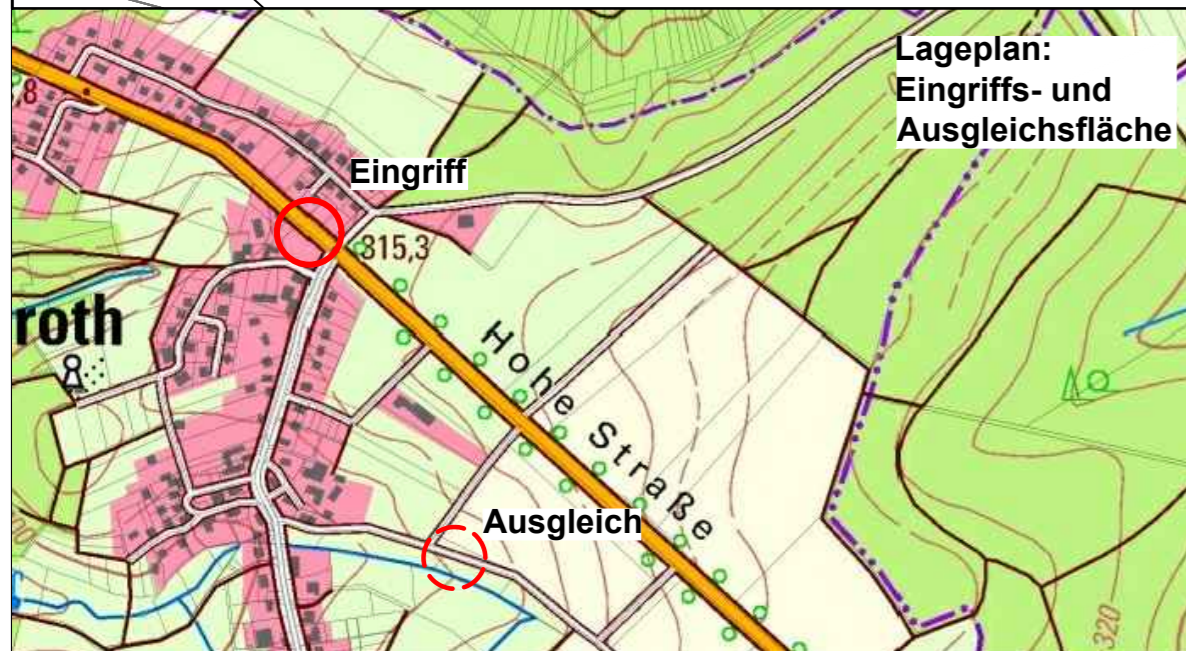 Lageplan:
Eingriffs- und
Ausgleichsfläche
,8
Eingriff
315,3
roth
Hohe Straße
Ausgleich
320